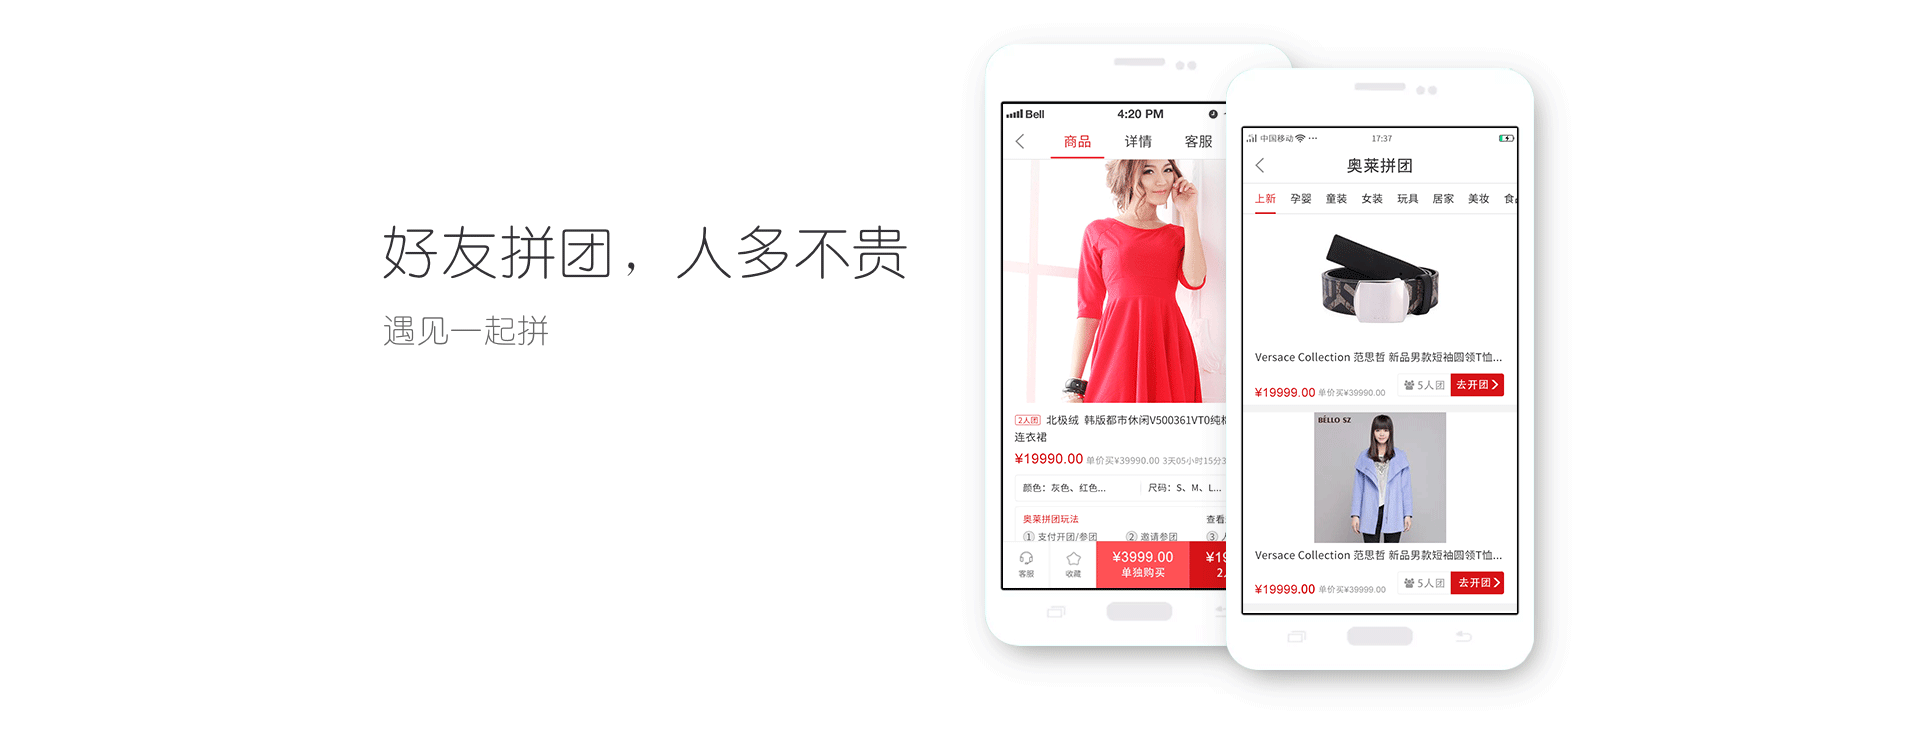 好友拼团，人多不贵
遇见一起拼
Bell 4:20 PM
商品 详情 客服
2人团 北极绒 韩版都市休闲V500361VT0纯棉
连衣裙
¥19990.00 单价买¥39990.00 3天05小时15分3
颜色：灰色、红色... 尺码：S、M、L...
奥莱拼团玩法 查看
① 支付开团/参团 ② 邀请参团 ③ 人
客服 收藏
¥3999.00
单独购买
¥19
2人
中国移动 17:37
奥莱拼团
上新 孕婴 童装 女装 玩具 居家 美妆 食品
Versace Collection 范思哲 新品男款短袖圆领T恤...
¥19999.00 单价买¥39990.00 5人团 去开团
BÉLLO SZ
Versace Collection 范思哲 新品男款短袖圆领T恤...
¥19999.00 单价买¥39999.00 5人团 去开团